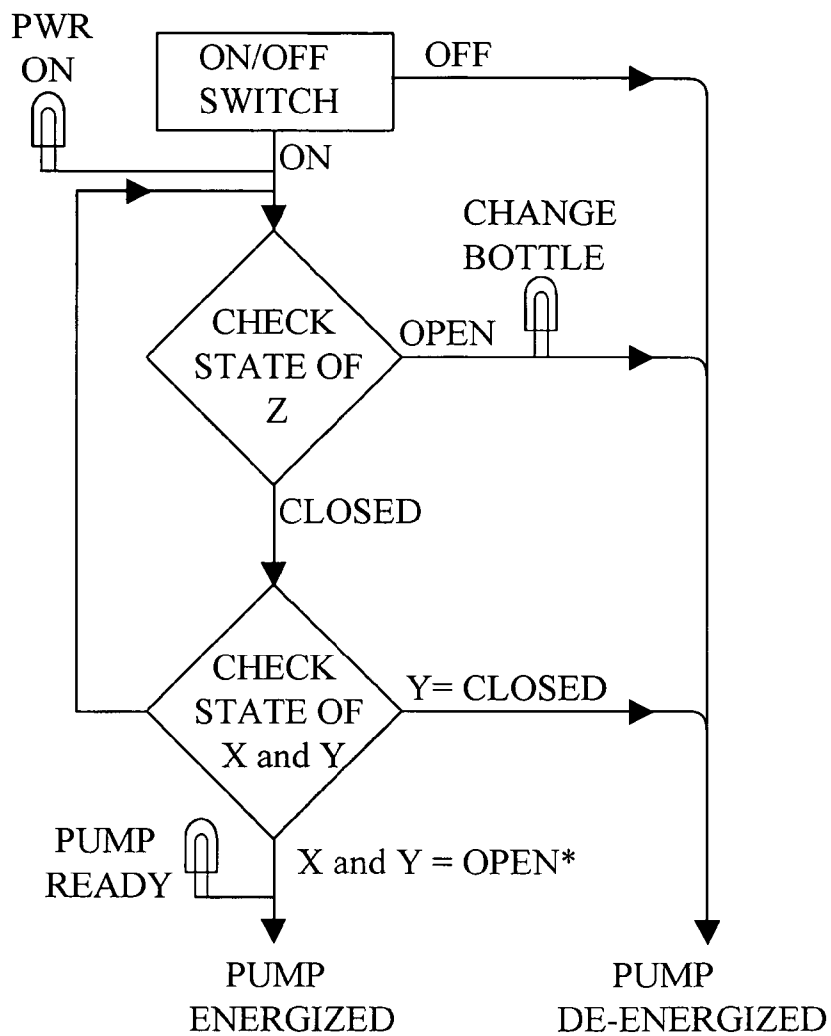 PWR
ON
ON/OFF
SWITCH
OFF
ON
CHANGE
BOTTLE
CHECK
STATE OF
Z
OPEN
CLOSED
CHECK
STATE OF
X and Y
Y= CLOSED
PUMP
READY
X and Y = OPEN*
PUMP
ENERGIZED
PUMP
DE-ENERGIZED